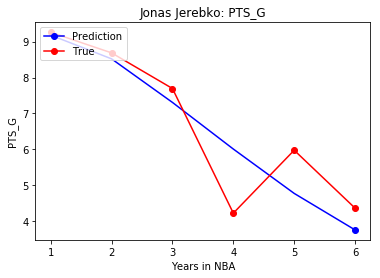 Jonas Jerebko: PTS_G
Prediction
True
9
8
7
6
5
4
PTS_G
1 2 3 4 5 6
Years in NBA